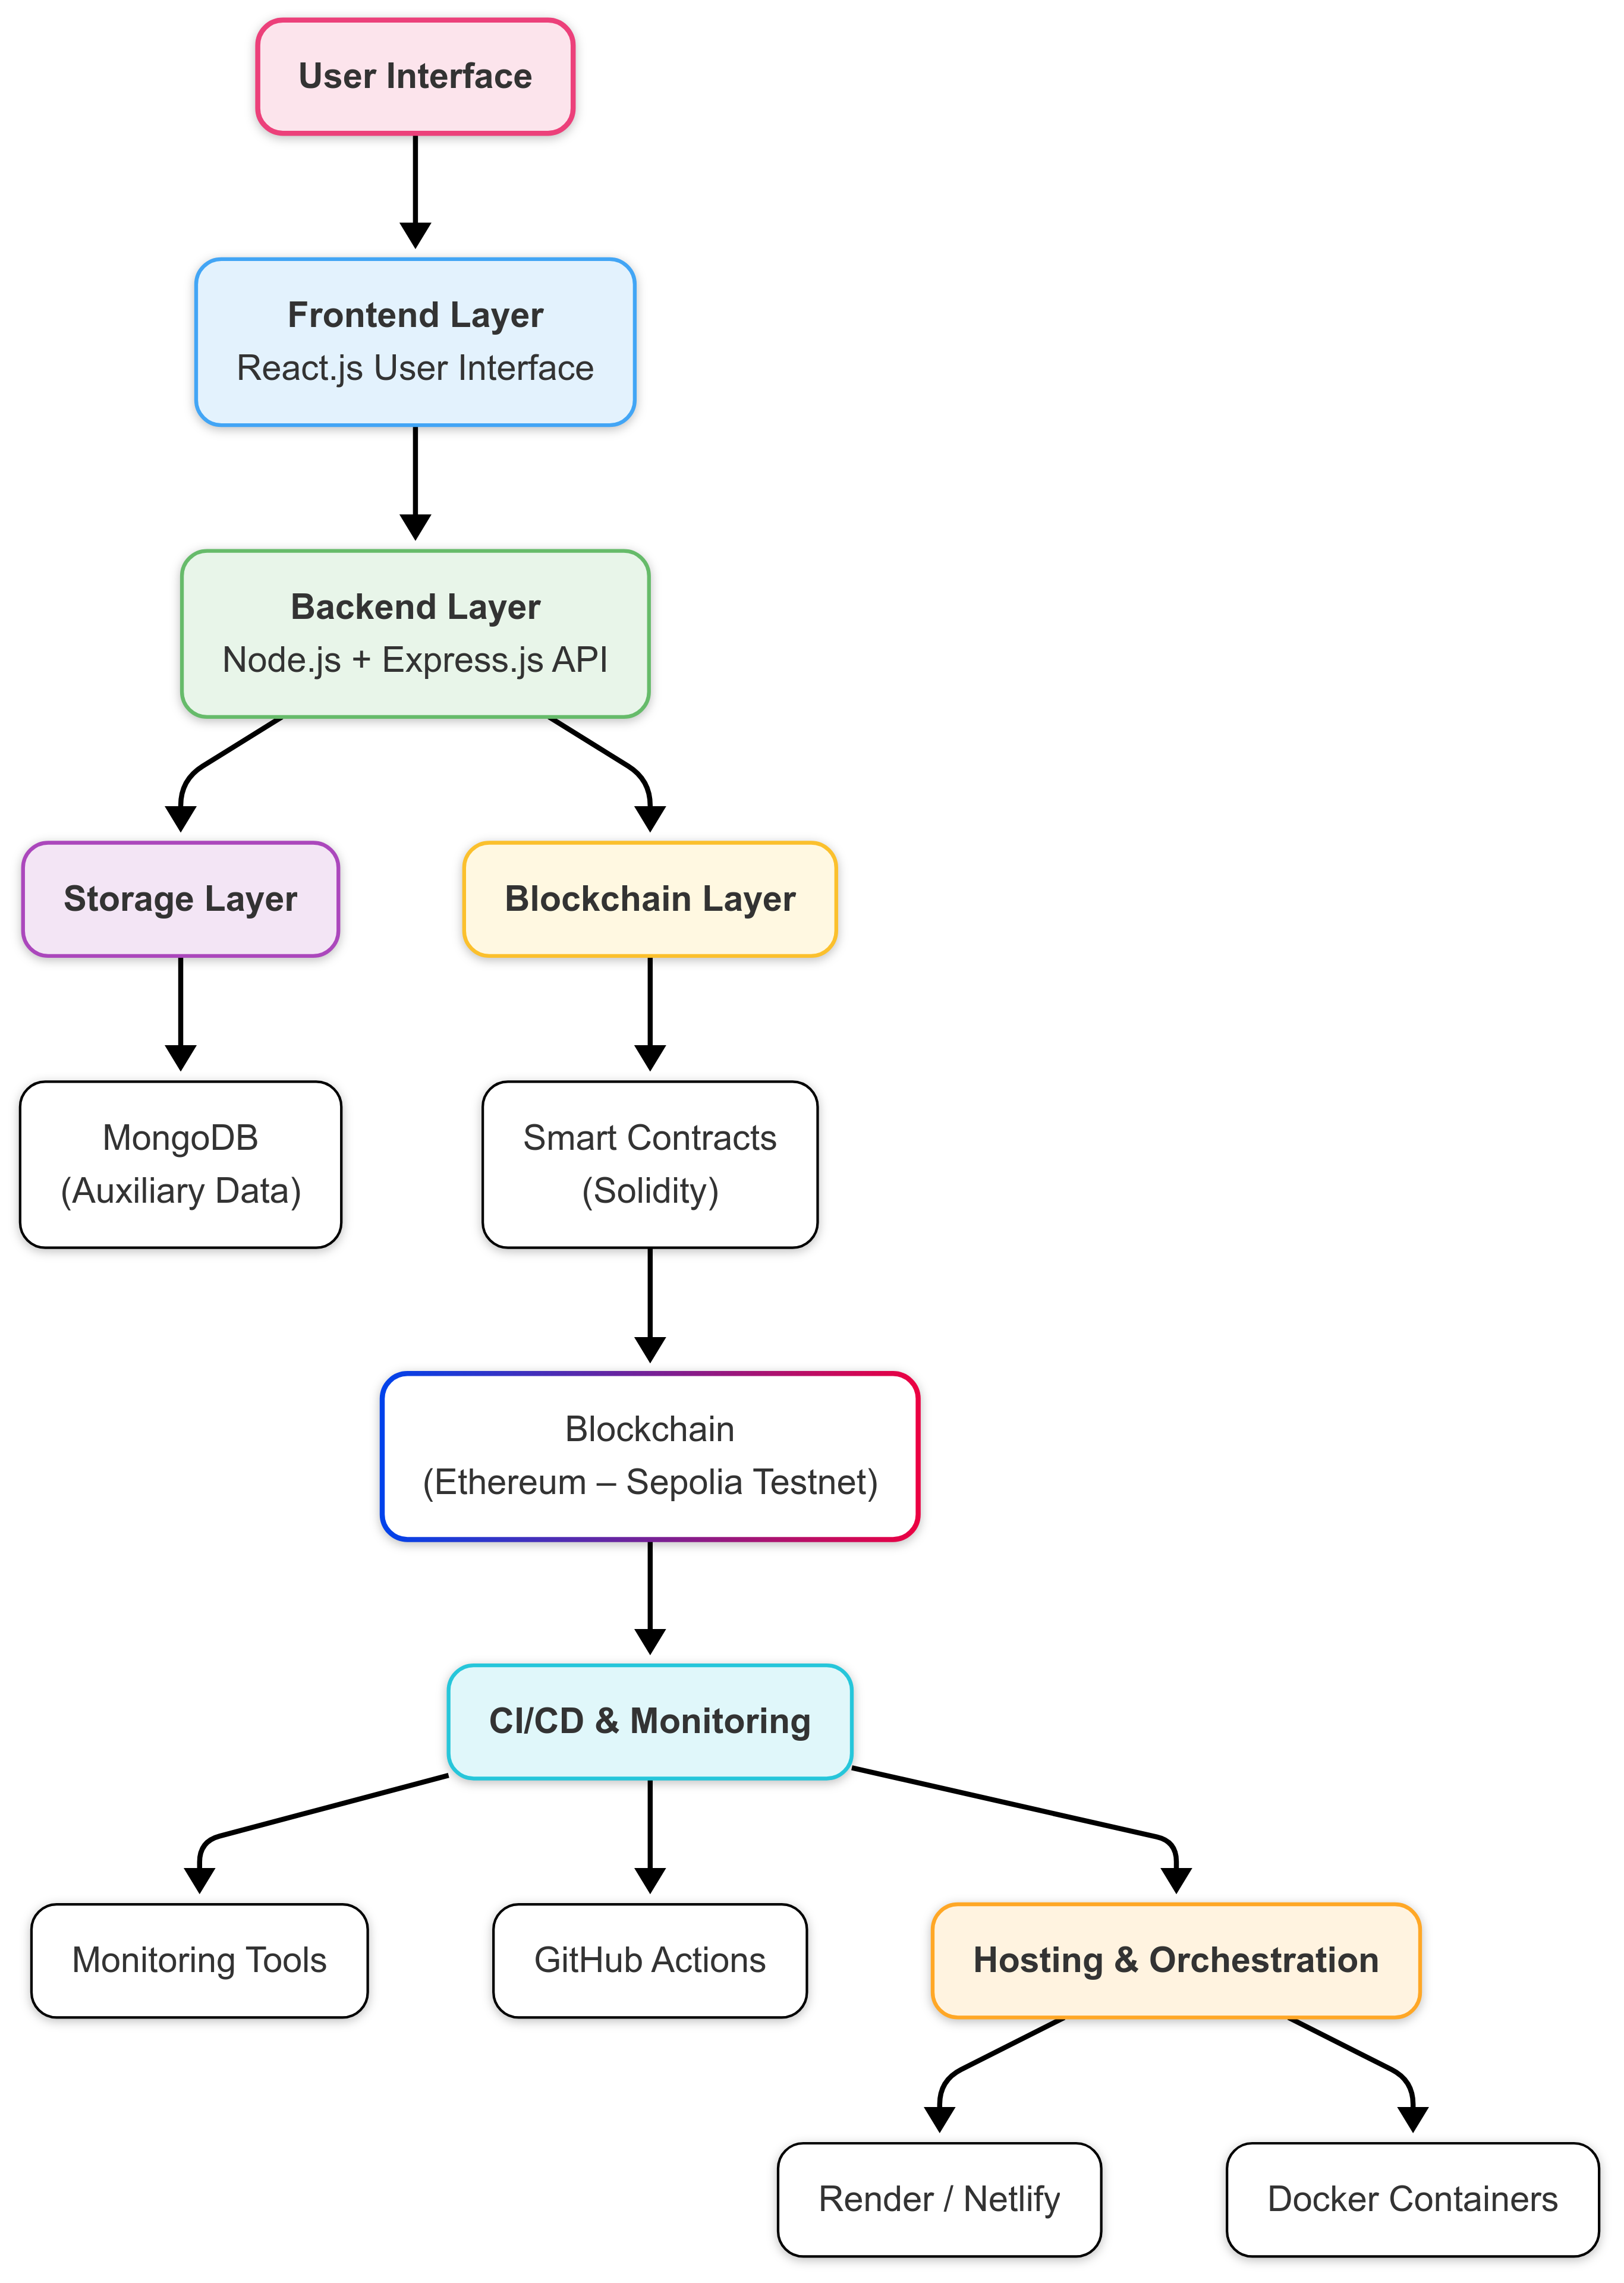 User Interface
Frontend Layer
React.js User Interface
Backend Layer
Node.js + Express.js API
Storage Layer
Blockchain Layer
MongoDB
(Auxiliary Data)
Smart Contracts
(Solidity)
Blockchain
(Ethereum – Sepolia Testnet)
CI/CD & Monitoring
Monitoring Tools
GitHub Actions
Hosting & Orchestration
Render / Netlify
Docker Containers